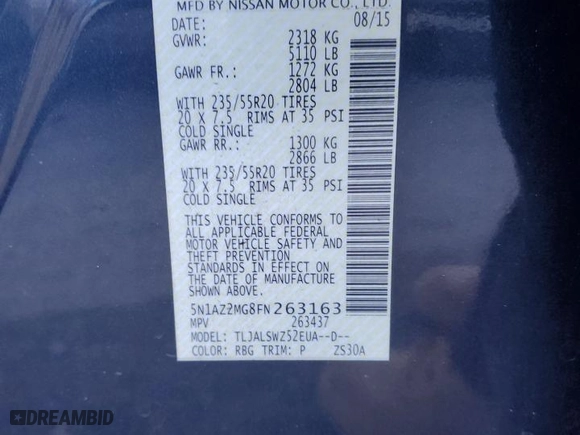 MFD BY NISSAN MOTOR CO., LTD.
08/15
GVWR: 2318 KG
5110 LB
GAWR FR.: 1272 KG
2804 LB
WITH 235/55R20 TIRES
20 X 7.5 RIMS AT 35 PSI
COLD SINGLE
GAWR RR.: 1300 KG
2866 LB
WITH 235/55R20 TIRES
20 X 7.5 RIMS AT 35 PSI
COLD SINGLE
THIS VEHICLE CONFORMS TO
ALL APPLICABLE FEDERAL
MOTOR VEHICLE SAFETY AND
THEFT PREVENTION
STANDARDS IN EFFECT ON
THE DATE OF MANUFACTURE
SHOWN ABOVE.
5N1AZ2MG8FN263163
MPV 263437
MODEL: TLJALSWZ52EUA--D--
COLOR: RBG TRIM: P ZS30A
DREAMBID